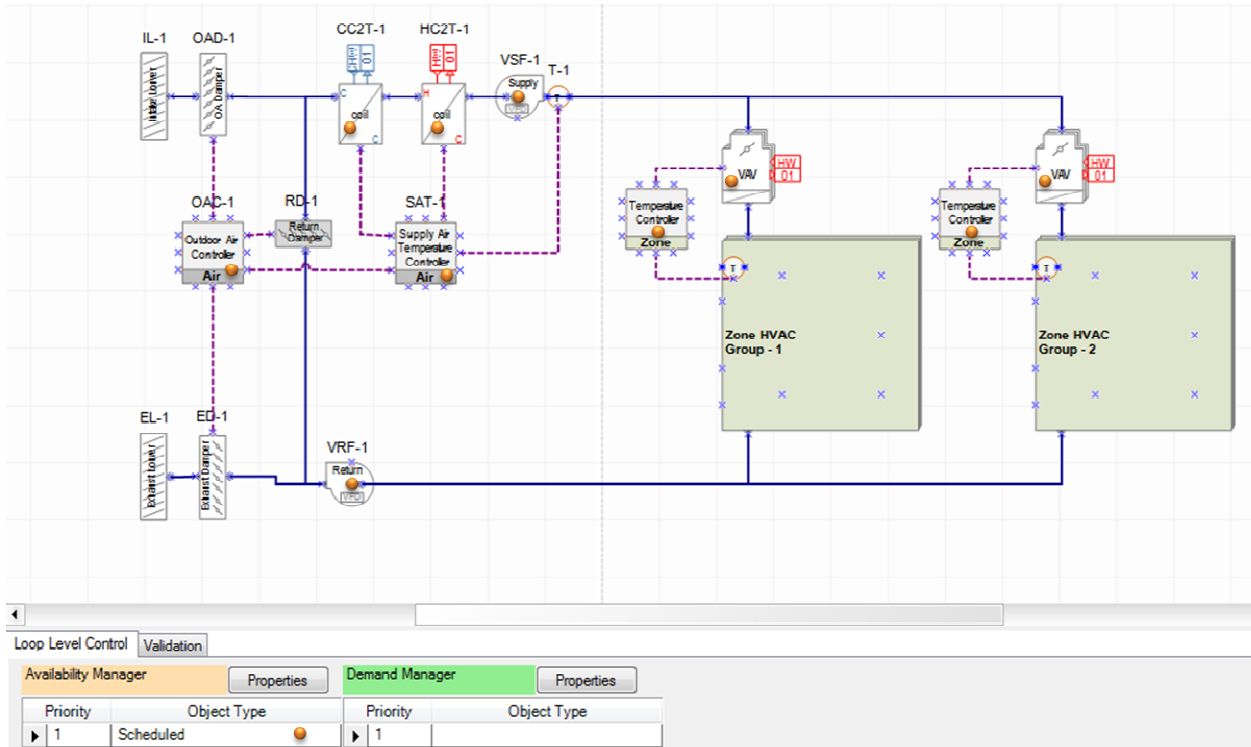 IL-1 OAD-1 CC2T-1 HC2T-1 VSF-1 T-1
Intake Louver
OA Damper
CHW
01
HW
01
C
coil
C
H
coil
C
Supply
VFD
T
VAV
HW
01
VAV
HW
01
OAC-1 RD-1 SAT-1
Outdoor Air
Controller
Air
Return
Damper
Supply Air
Temperature
Controller
Air
Temperature
Controller
Zone
Temperature
Controller
Zone
T
Zone HVAC
Group - 1
T
Zone HVAC
Group - 2
EL-1 ED-1 VRF-1
Exhaust Louver
Exhaust Damper
Return
VFD
Loop Level Control Validation
Availability Manager Properties Demand Manager Properties
Priority Object Type Priority Object Type
1 Scheduled 1